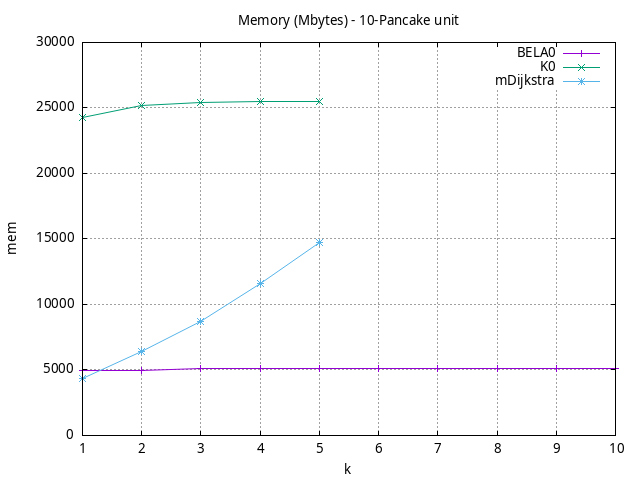 Memory (Mbytes) - 10-Pancake unit
BELA0
K0
mDijkstra
30000
25000
20000
15000
10000
5000
0
mem
1 2 3 4 5 6 7 8 9 10
k